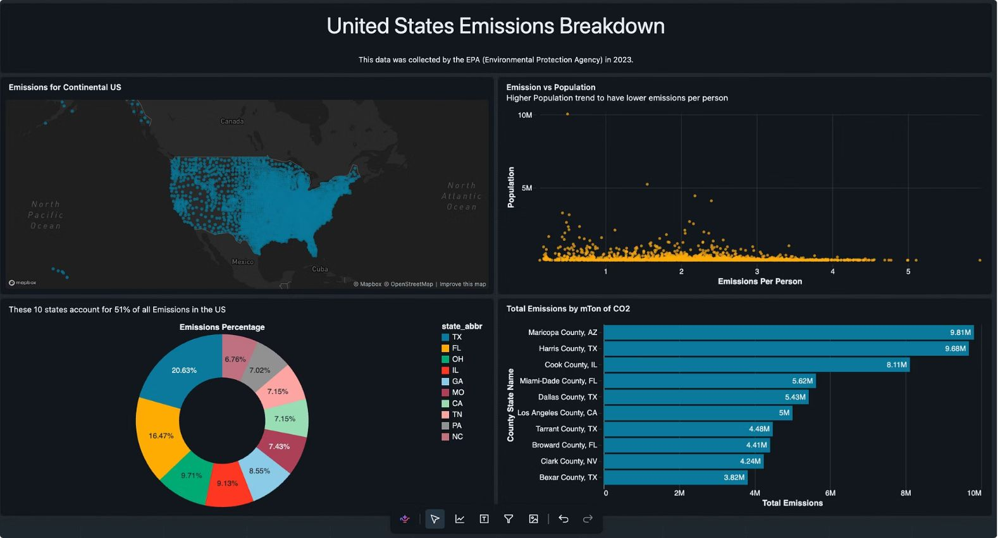 United States Emissions Breakdown
This data was collected by the EPA (Environmental Protection Agency) in 2023.
Emissions for Continental US
Canada
North
Pacific
Ocean
North
Atlantic
Ocean
Mexico
Cuba
mapbox
© Mapbox © OpenStreetMap | Improve this map
Emission vs Population
Higher Population trend to have lower emissions per person
Population
10M
5M
1
2
3
4
5
Emissions Per Person
These 10 states account for 51% of all Emissions in the US
Emissions Percentage
20.63%
16.47%
9.71%
9.13%
8.55%
7.43%
7.15%
7.15%
7.02%
6.76%
state_abbr
TX
FL
OH
IL
GA
MO
CA
TN
PA
NC
Total Emissions by mTon of CO2
County State Name
Maricopa County, AZ 9.81M
Harris County, TX 9.68M
Cook County, IL 8.11M
Miami-Dade County, FL 5.62M
Dallas County, TX 5.43M
Los Angeles County, CA 5M
Tarrant County, TX 4.48M
Broward County, FL 4.41M
Clark County, NV 4.24M
Bexar County, TX 3.82M
0 2M 4M 6M 8M 10M
Total Emissions